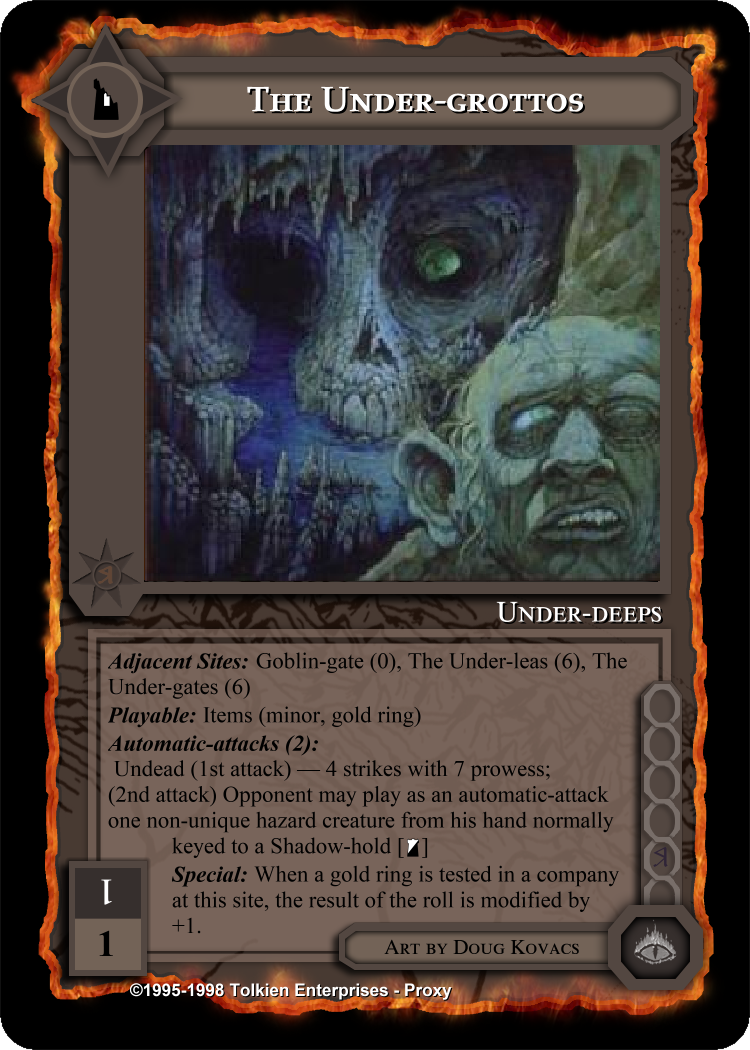 The Under-grottos
Under-deeps
Adjacent Sites: Goblin-gate (0), The Under-leas (6), The
Under-gates (6)
Playable: Items (minor, gold ring)
Automatic-attacks (2):
Undead (1st attack) — 4 strikes with 7 prowess;
(2nd attack) Opponent may play as an automatic-attack
one non-unique hazard creature from his hand normally
keyed to a Shadow-hold [ ]
Special: When a gold ring is tested in a company
at this site, the result of the roll is modified by
+1.
1
1
Art by Doug Kovacs
©1995-1998 Tolkien Enterprises - Proxy